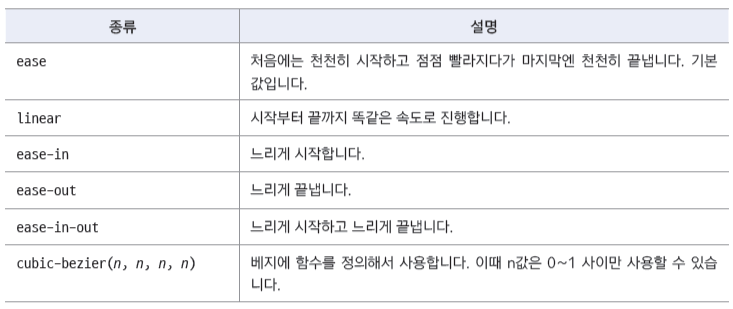 종류 설명
ease 처음에는 천천히 시작하고 점점 빨라지다가 마지막엔 천천히 끝냅니다. 기본
값입니다.
linear 시작부터 끝까지 똑같은 속도로 진행합니다.
ease-in 느리게 시작합니다.
ease-out 느리게 끝냅니다.
ease-in-out 느리게 시작하고 느리게 끝냅니다.
cubic-bezier(n, n, n, n) 베지에 함수를 정의해서 사용합니다. 이때 n값은 0~1 사이만 사용할 수 있습
니다.